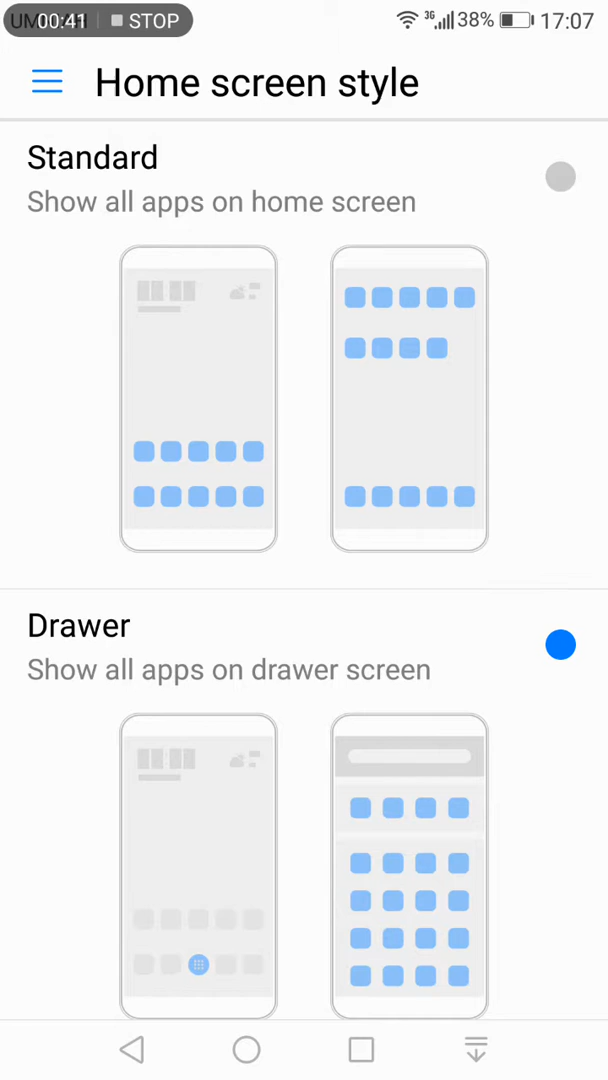 00:41 STOP 3G 38% 17:07
Home screen style
Standard
Show all apps on home screen
Drawer
Show all apps on drawer screen